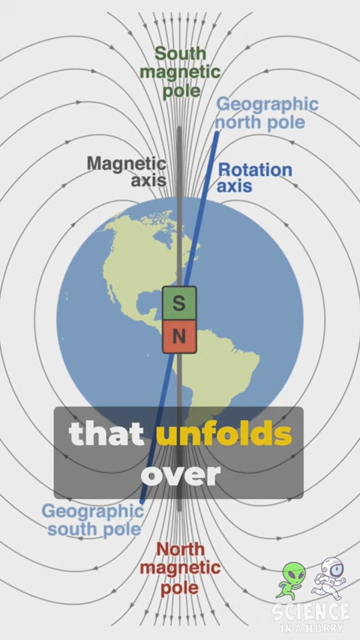 South
magnetic
pole
Geographic
north pole
Magnetic
axis
Rotation
axis
S
N
that unfolds
over
Geographic
south pole
North
magnetic
pole
SCIENCE
IN A HURRY